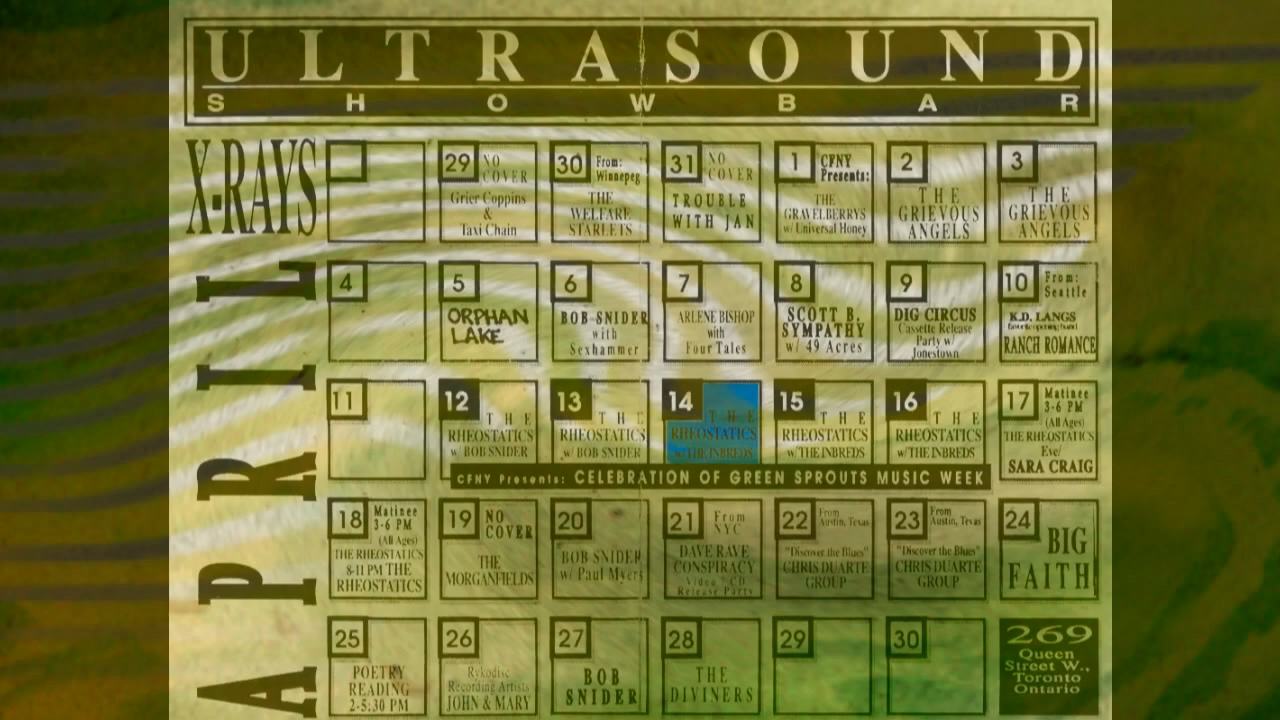 ULTRASOUND
SHOWBAR
X-RAYS
APRIL
29 NO COVER
Grier Coppins
&
Taxi Chain
30 From: Winnepeg
THE
WELFARE
STARLETS
31 NO COVER
TROUBLE
WITH JAN
1 CFNY Presents:
THE
GRAVELBERRYS
w/ Universal Honey
2
THE
GRIEVOUS
ANGELS
3
THE
GRIEVOUS
ANGELS
4
5
ORPHAN
LAKE
6
BOB SNIDER
with
Sexhammer
7
ARLENE BISHOP
with
Four Tales
8
SCOTT B.
SYMPATHY
w/ 49 Acres
9
DIG CIRCUS
Cassette Release
Party w/
Jonestown
10 From: Seattle
K.D. LANGS
favorite opening band
RANCH ROMANCE
11
12
THE
RHEOSTATICS
w/ BOB SNIDER
13
THE
RHEOSTATICS
w/ BOB SNIDER
14
THE
RHEOSTATICS
w/ THE INBREDS
15
THE
RHEOSTATICS
w/ THE INBREDS
16
THE
RHEOSTATICS
w/ THE INBREDS
17 Matinee
3-6 PM
(All Ages)
THE RHEOSTATICS
Eve/
SARA CRAIG
CFNY Presents: CELEBRATION OF GREEN SPROUTS MUSIC WEEK
18 Matinee
3-6 PM
(All Ages)
THE RHEOSTATICS
8-11 PM THE
RHEOSTATICS
19 NO COVER
THE
MORGANFIELDS
20
BOB SNIDER
w/ Paul Myers
21 From NYC
DAVE RAVE
CONSPIRACY
Video * CD
Release Party
22 From Austin, Texas
"Discover the Blues"
CHRIS DUARTE
GROUP
23 From Austin, Texas
"Discover the Blues"
CHRIS DUARTE
GROUP
24
BIG
FAITH
25
POETRY
READING
2-5:30 PM
26
Rykodisc
Recording Artists
JOHN & MARY
27
BOB
SNIDER
28
THE
DIVINERS
29
30
269
Queen
Street W.,
Toronto
Ontario